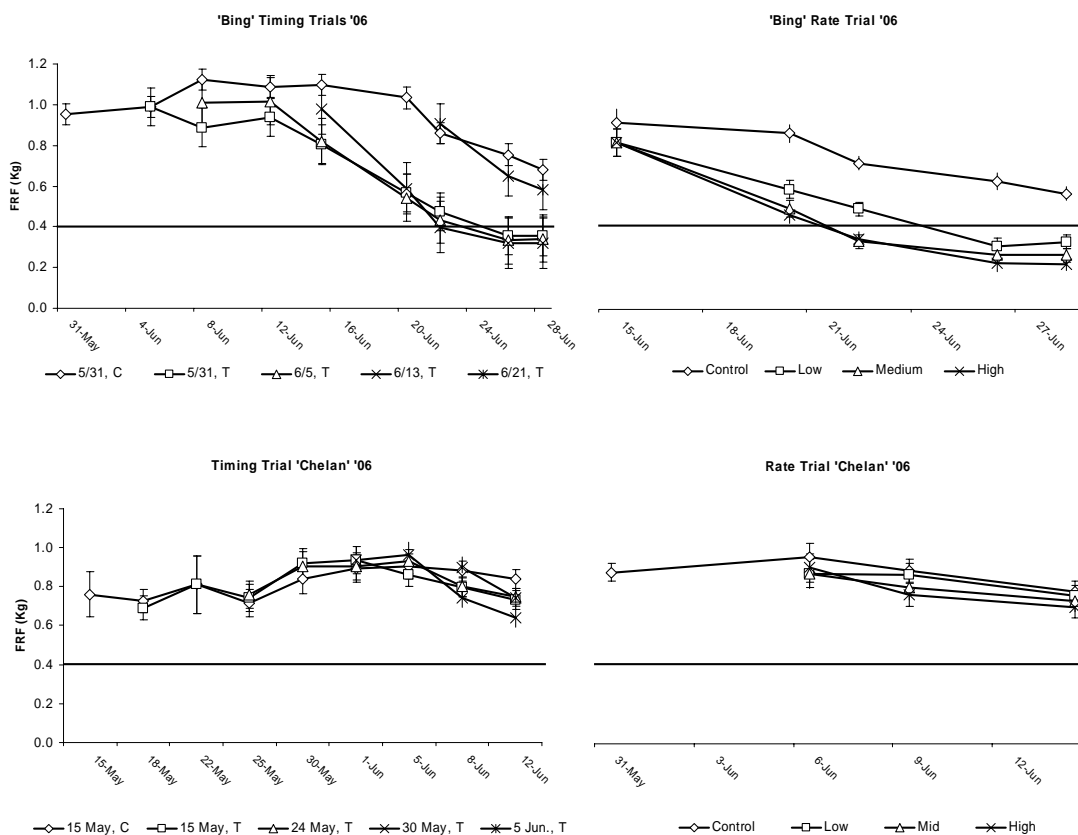 'Bing' Timing Trials '06
FRF (Kg)
1.2
1.0
0.8
0.6
0.4
0.2
0.0
31-May
4-Jun
8-Jun
12-Jun
16-Jun
20-Jun
24-Jun
28-Jun
5/31, C
5/31, T
6/5, T
6/13, T
6/21, T
'Bing' Rate Trial '06
15-Jun
18-Jun
21-Jun
24-Jun
27-Jun
Control
Low
Medium
High
Timing Trial 'Chelan' '06
FRF (Kg)
1.2
1.0
0.8
0.6
0.4
0.2
0.0
15-May
18-May
22-May
25-May
30-May
1-Jun
5-Jun
8-Jun
12-Jun
15 May, C
15 May, T
24 May, T
30 May, T
5 Jun., T
Rate Trial 'Chelan' '06
31-May
3-Jun
6-Jun
9-Jun
12-Jun
Control
Low
Mid
High